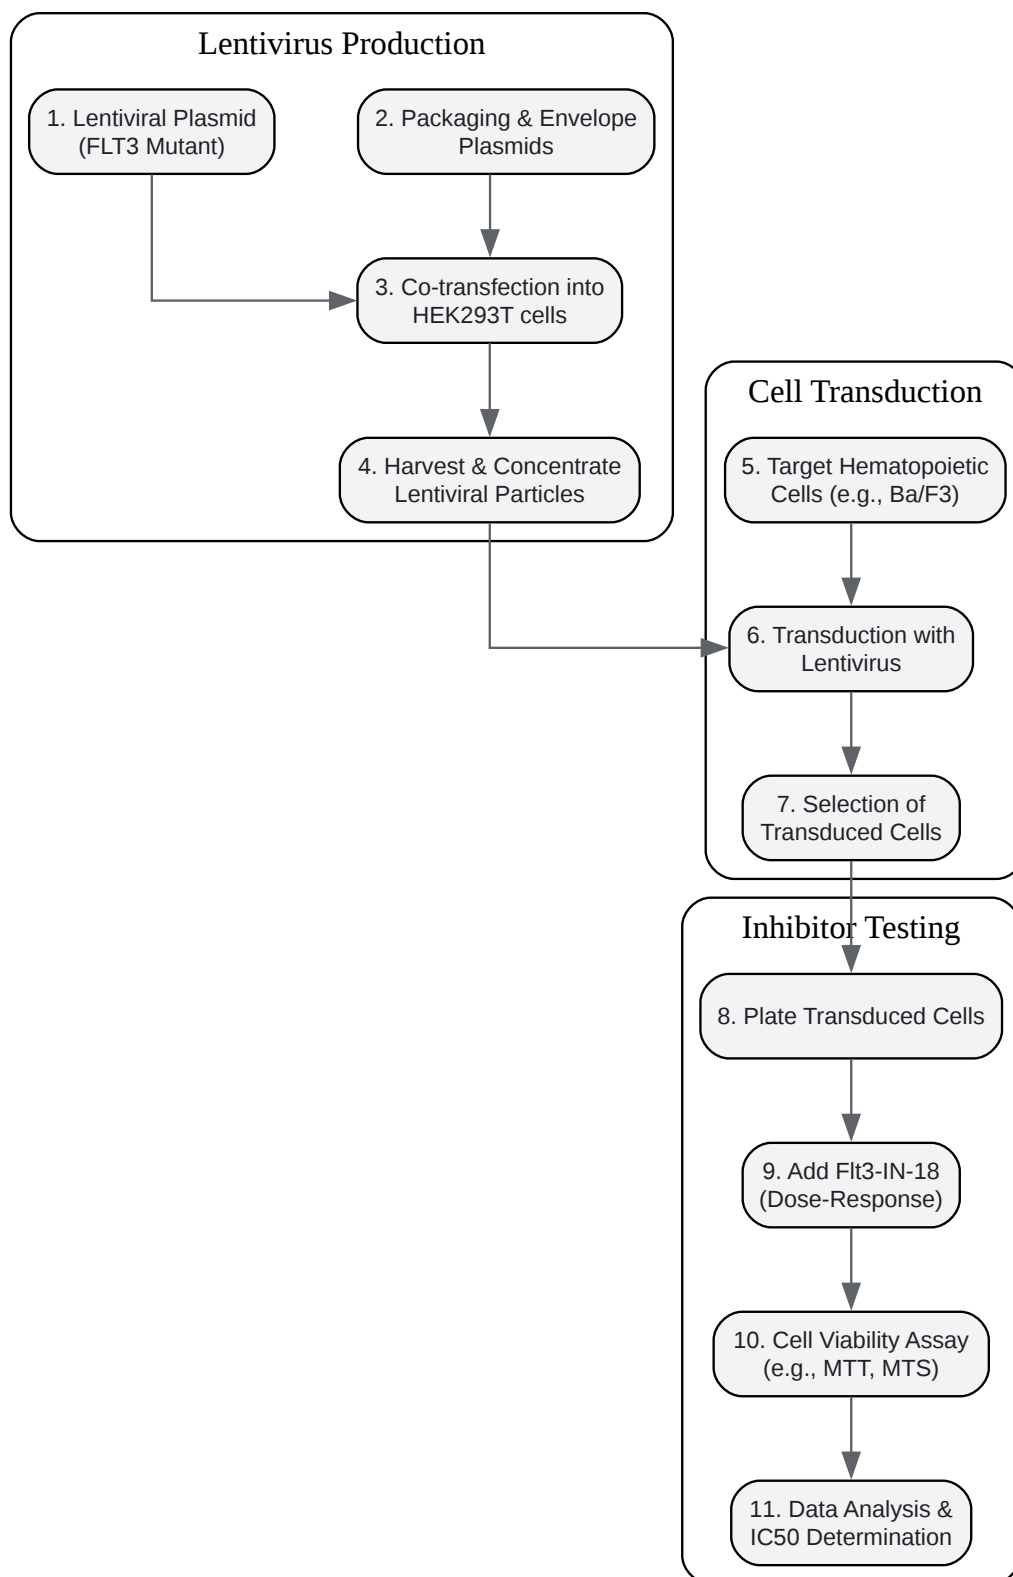 Lentivirus Production
1. Lentiviral Plasmid
(FLT3 Mutant)
2. Packaging & Envelope
Plasmids
3. Co-transfection into
HEK293T cells
4. Harvest & Concentrate
Lentiviral Particles
Cell Transduction
5. Target Hematopoietic
Cells (e.g., Ba/F3)
6. Transduction with
Lentivirus
7. Selection of
Transduced Cells
Inhibitor Testing
8. Plate Transduced Cells
9. Add Flt3-IN-18
(Dose-Response)
10. Cell Viability Assay
(e.g., MTT, MTS)
11. Data Analysis &
IC50 Determination